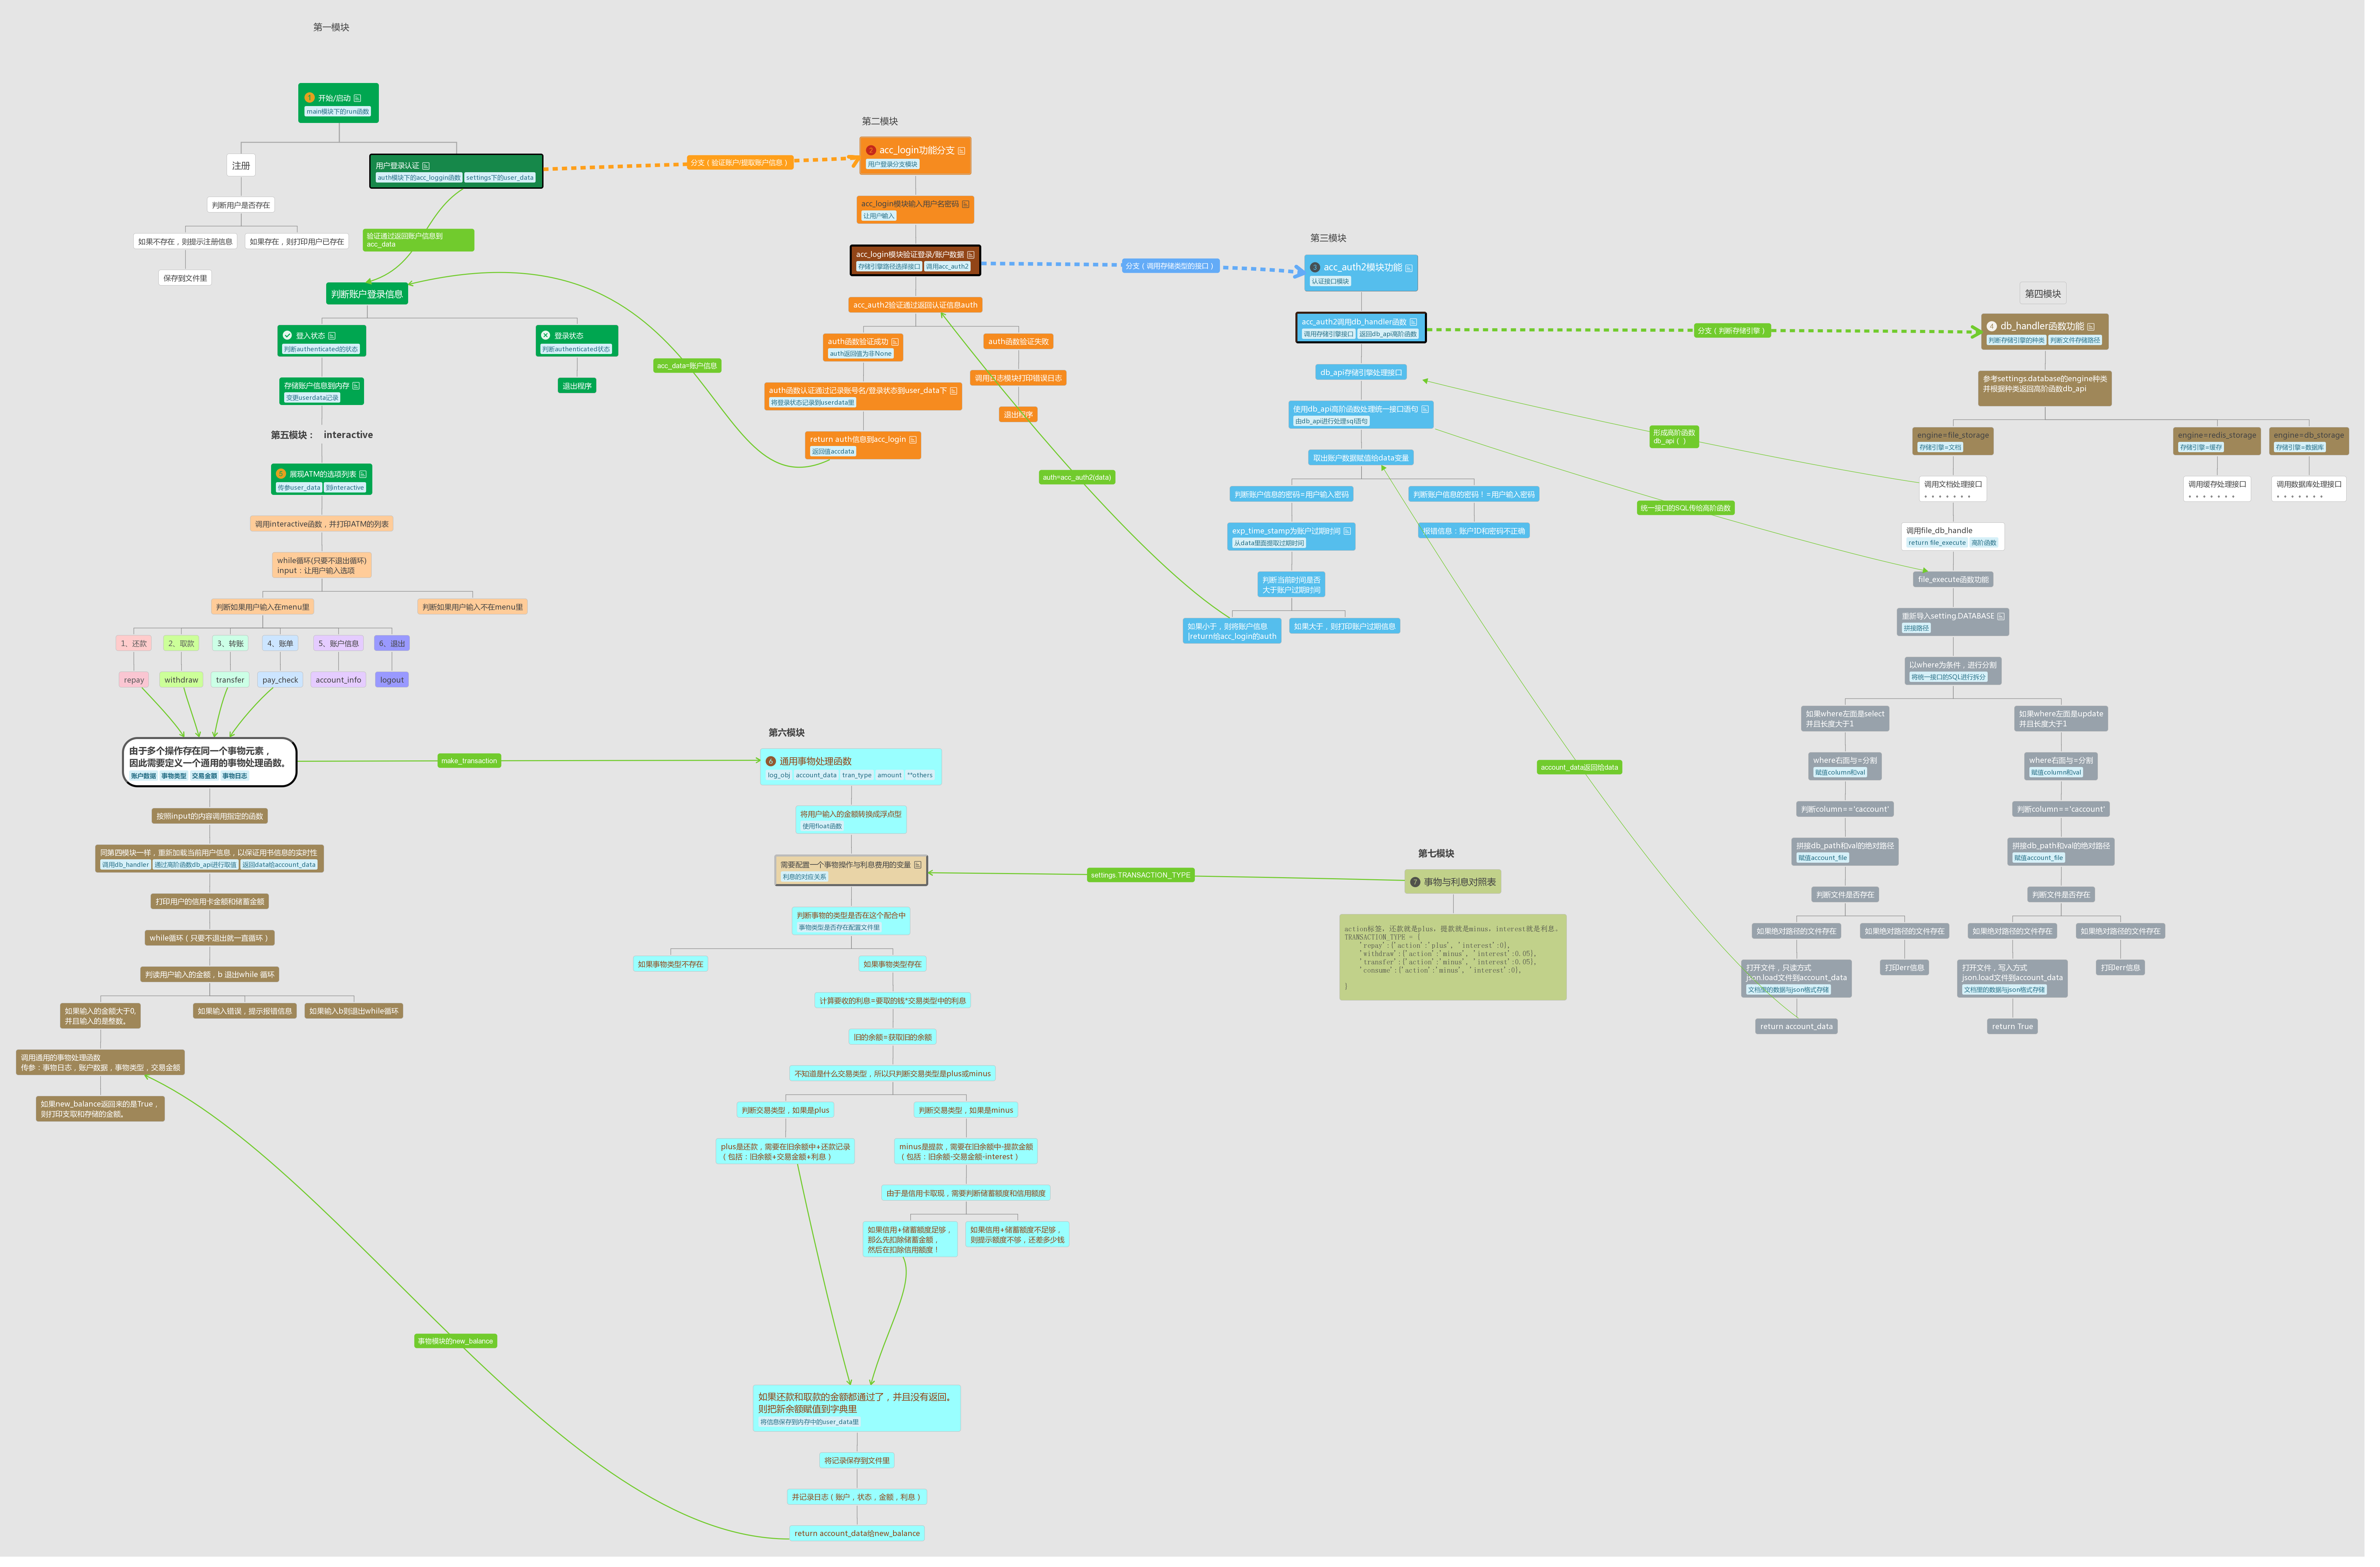 第一模块
1 开始/启动
main模块下的run函数
注册
判断用户是否存在
如果不存在，则提示注册信息
如果存在，则打印用户已存在
保存到文件里
用户登录认证
auth模块下的acc_loggin函数 settings下的user_data
分支（验证账户/提取账户信息）
验证通过返回账户信息到
acc_data
判断账户登录信息
登入状态
判断authenticated的状态
登录状态
判断authenticated状态
存储账户信息到内存
变更userdata记录
退出程序
acc_data=账户信息
第二模块
2 acc_login功能分支
用户登录分支模块
acc_login模块输入用户名密码
让用户输入
acc_login模块验证登录/账户数据
存储引擎路径选择接口 调用acc_auth2
分支（调用存储类型的接口）
acc_auth2验证通过返回认证信息auth
auth函数验证成功
auth返回值为非None
auth函数验证失败
auth函数认证通过记录账号名/登录状态到user_data下
将登录状态记录到userdata里
调用日志模块打印错误日志
退出程序
return auth信息到acc_login
返回值accdata
auth=acc_auth2(data)
第三模块
3 acc_auth2模块功能
认证接口模块
acc_auth2调用db_handler函数
调用存储引擎接口 返回db_api高阶函数
分支（判断存储引擎）
db_api存储引擎处理接口
使用db_api高阶函数处理统一接口语句
由db_api进行处理sql语句
取出账户数据赋值给data变量
判断账户信息的密码=用户输入密码
判断账户信息的密码！=用户输入密码
exp_time_stamp为账户过期时间
从data里面提取过期时间
报错信息：账户ID和密码不正确
判断当前时间是否
大于账户过期时间
如果小于，则将账户信息
|return给acc_login的auth
如果大于，则打印账户过期信息
形成高阶函数
db_api（ ）
统一接口的SQL传给高阶函数
account_data返回给data
第四模块
4 db_handler函数功能
判断存储引擎的种类 判断文件存储路径
参考settings.database的engine种类
并根据种类返回高阶函数db_api
engine=file_storage
存储引擎=文档
engine=redis_storage
存储引擎=缓存
engine=db_storage
存储引擎=数据库
调用文档处理接口
。。。。。。。
调用缓存处理接口
。。。。。。。
调用数据库处理接口
。。。。。。。
调用file_db_handle
return file_execute 高阶函数
file_execute函数功能
重新导入setting.DATABASE
拼接路径
以where为条件，进行分割
将统一接口的SQL进行拆分
如果where左面是select
并且长度大于1
如果where左面是update
并且长度大于1
where右面与=分割
赋值column和val
where右面与=分割
赋值column和val
判断column=='caccount'
判断column=='caccount'
拼接db_path和val的绝对路径
赋值account_file
拼接db_path和val的绝对路径
赋值account_file
判断文件是否存在
判断文件是否存在
如果绝对路径的文件存在
如果绝对路径的文件存在
如果绝对路径的文件存在
如果绝对路径的文件存在
打开文件，只读方式
json.load文件到account_data
文档里的数据与json格式存储
打印err信息
打开文件，写入方式
json.load文件到account_data
文档里的数据与json格式存储
打印err信息
return account_data
return True
第五模块： interactive
5 展现ATM的选项列表
传参user_data 到interactive
调用interactive函数，并打印ATM的列表
while循环(只要不退出循环)
input：让用户输入选项
判断如果用户输入在menu里
判断如果用户输入不在menu里
1、还款
2、取款
3、转账
4、账单
5、账户信息
6、退出
repay
withdraw
transfer
pay_check
account_info
logout
由于多个操作存在同一个事物元素，
因此需要定义一个通用的事物处理函数。
账户数据 事物类型 交易金额 事物日志
make_transaction
按照input的内容调用指定的函数
同第四模块一样，重新加载当前用户信息，以保证用书信息的实时性
调用db_handler 通过高阶函数db_api进行取值 返回data给account_data
打印用户的信用卡金额和储蓄金额
while循环（只要不退出就一直循环）
判读用户输入的金额，b 退出while 循环
如果输入的金额大于0,
并且输入的是整数。
如果输入错误，提示报错信息
如果输入b则退出while循环
调用通用的事物处理函数
传参：事物日志，账户数据，事物类型，交易金额
如果new_balance返回来的是True，
则打印支取和存储的金额。
事物模块的new_balance
第六模块
6 通用事物处理函数
log_obj account_data tran_type amount **others
将用户输入的金额转换成浮点型
使用float函数
需要配置一个事物操作与利息费用的变量
利息的对应关系
settings.TRANSACTION_TYPE
判断事物的类型是否在这个配合中
事物类型是否存在配置文件里
如果事物类型不存在
如果事物类型存在
计算要收的利息=要取的钱*交易类型中的利息
旧的余额=获取旧的余额
不知道是什么交易类型，所以只判断交易类型是plus或minus
判断交易类型，如果是plus
判断交易类型，如果是minus
plus是还款，需要在旧余额中+还款记录
（包括：旧余额+交易金额+利息）
minus是提款，需要在旧余额中-提款金额
（包括：旧余额-交易金额-interest）
由于是信用卡取现，需要判断储蓄额度和信用额度
如果信用+储蓄额度足够，
那么先扣除储蓄金额，
然后在扣除信用额度！
如果信用+储蓄额度不足够，
则提示额度不够，还差多少钱
如果还款和取款的金额都通过了，并且没有返回。
则把新余额赋值到字典里
将信息保存到内存中的user_data里
将记录保存到文件里
并记录日志（账户，状态，金额，利息）
return account_data给new_balance
第七模块
7 事物与利息对照表
action标签，还款就是plus，提款就是minus，interest就是利息。
TRANSACTION_TYPE = {
'repay':{'action':'plus', 'interest':0},
'withdraw':{'action':'minus', 'interest':0.05},
'transfer':{'action':'minus', 'interest':0.05},
'consume':{'action':'minus', 'interest':0},
}